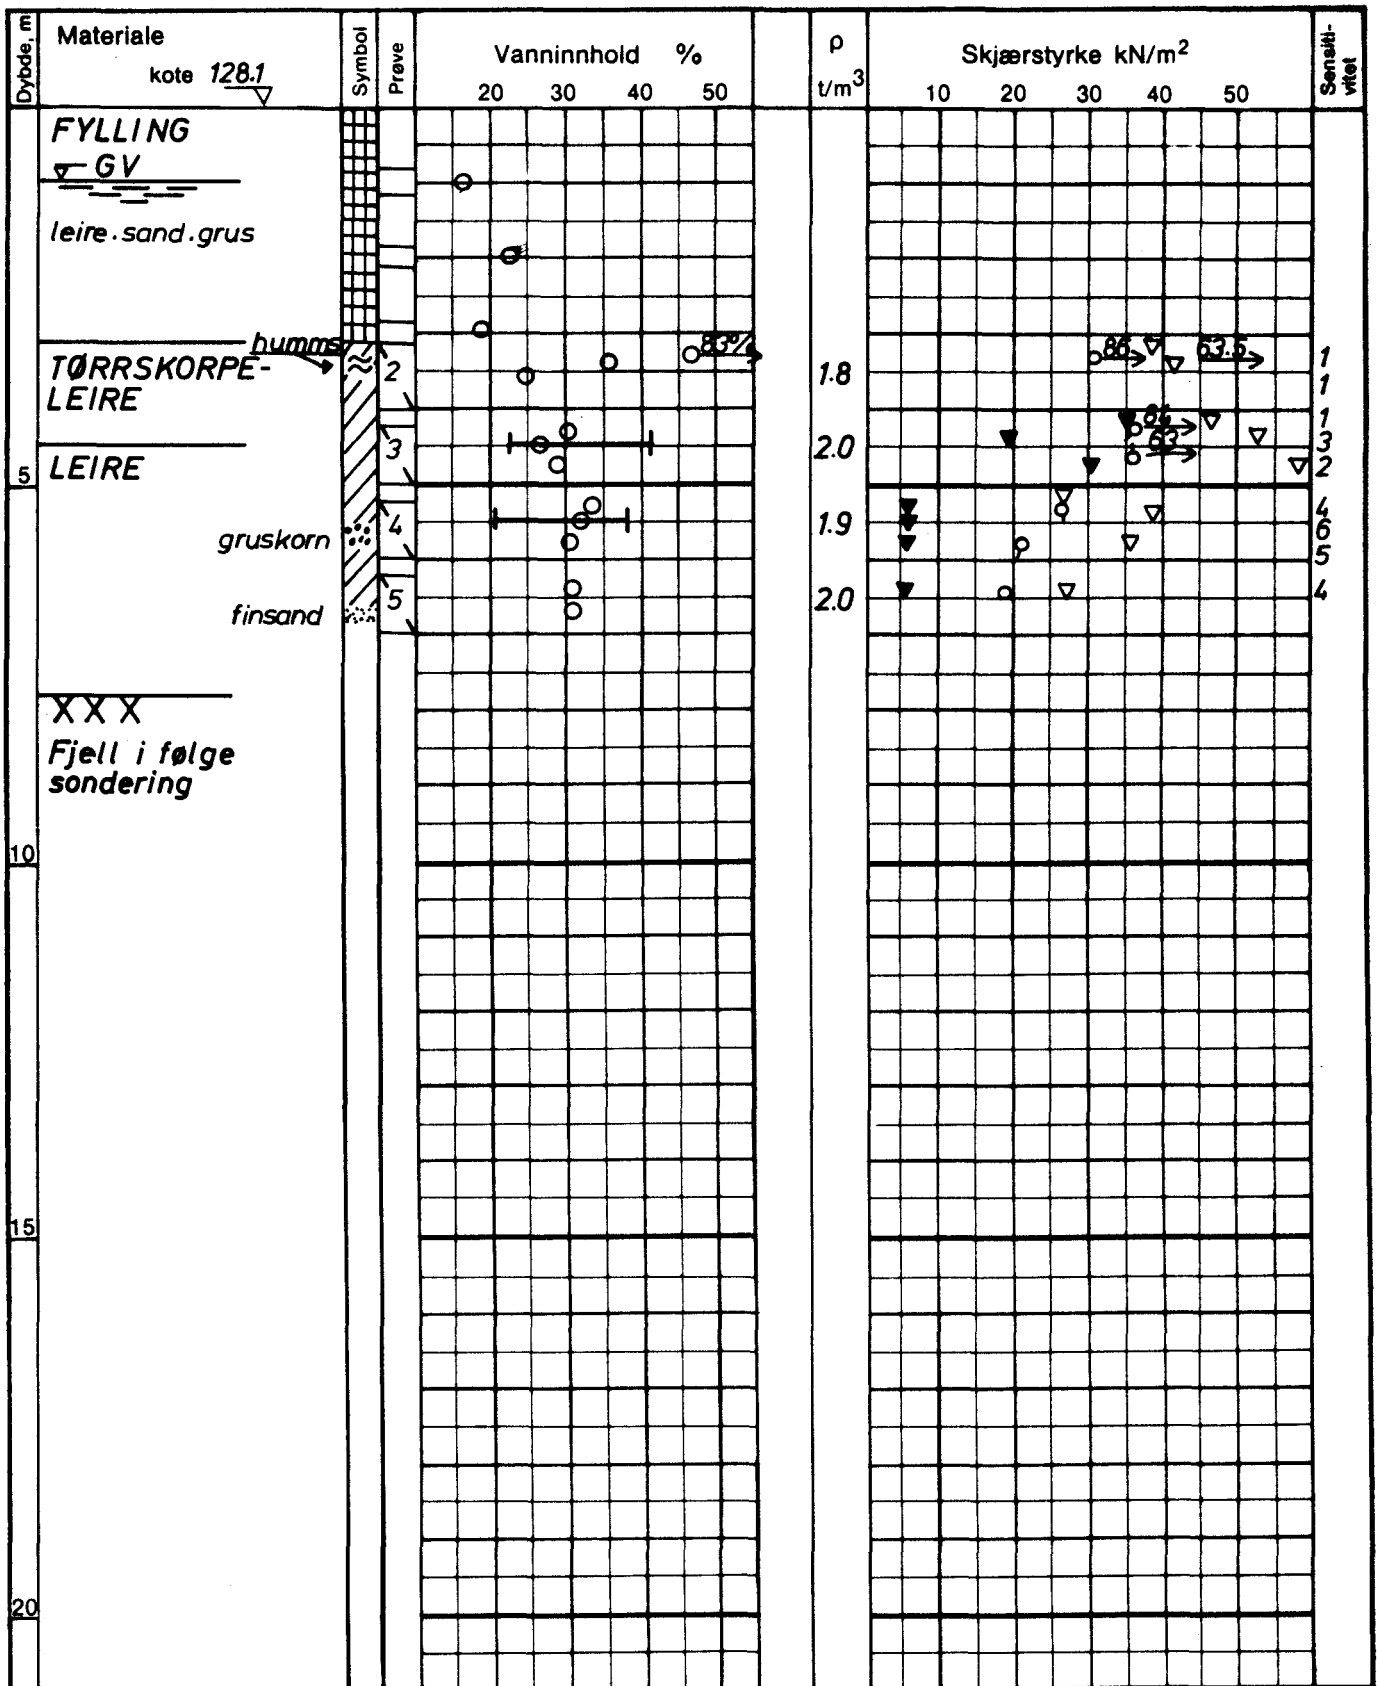 Dybde, m
Materiale
kote 128.1
Symbol
Prøve
Vanninnhold %
20 30 40 50
ρ
t/m³
Skjærstyrke kN/m²
10 20 30 40 50
Sensiti-
vitet
FYLLING
GV
leire.sand.grus
humms
TØRRSKORPE-
LEIRE
2
83%
1.8
86
63.5
1
1
LEIRE
3
2.0
84
63
1
3
2
5
gruskorn
4
1.9
4
6
5
finsand
5
2.0
4
X X X
Fjell i følge
sondering
10
15
20